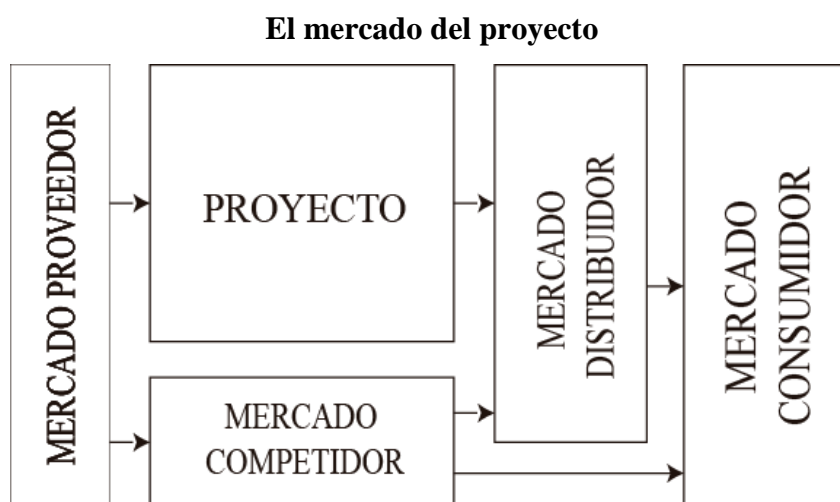 El mercado del proyecto
MERCADO PROVEEDOR
PROYECTO
MERCADO
COMPETIDOR
MERCADO
DISTRIBUIDOR
MERCADO
CONSUMIDOR